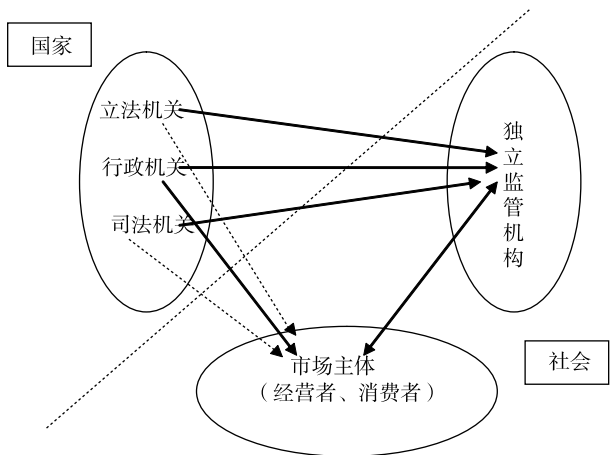 国家
立法机关
行政机关
司法机关
独立监管机构
市场主体
（经营者、消费者）
社会